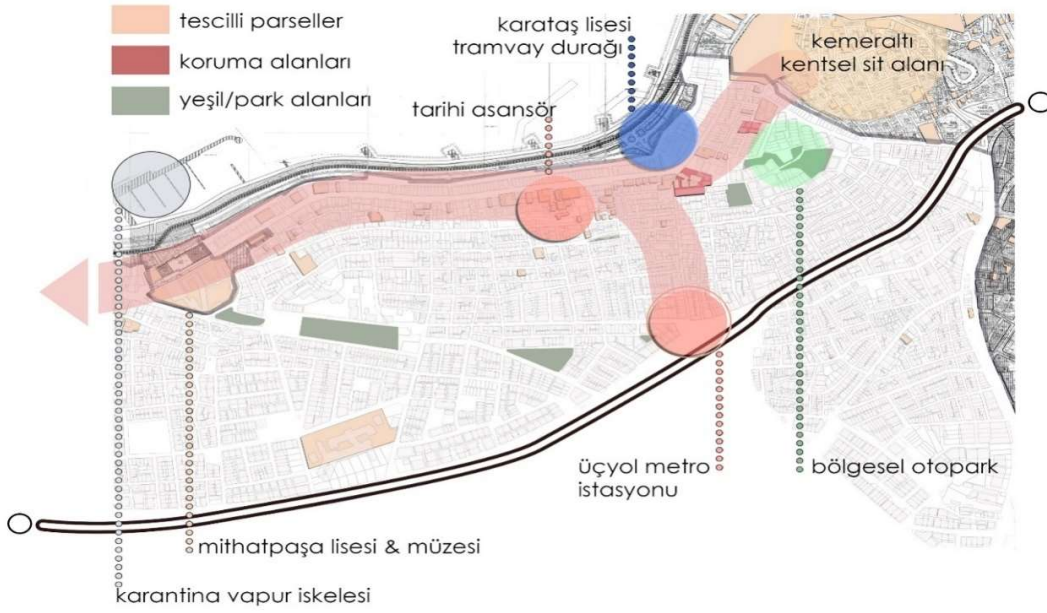 tescilli parseller
koruma alanları
yeşil/park alanları
karataş lisesi
tramvay durağı
kemeraltı
kentsel sit alanı
tarihi asansör
üçyol metro
istasyonu
bölgesel otopark
mithatpaşa lisesi & müzesi
karantina vapur iskelesi